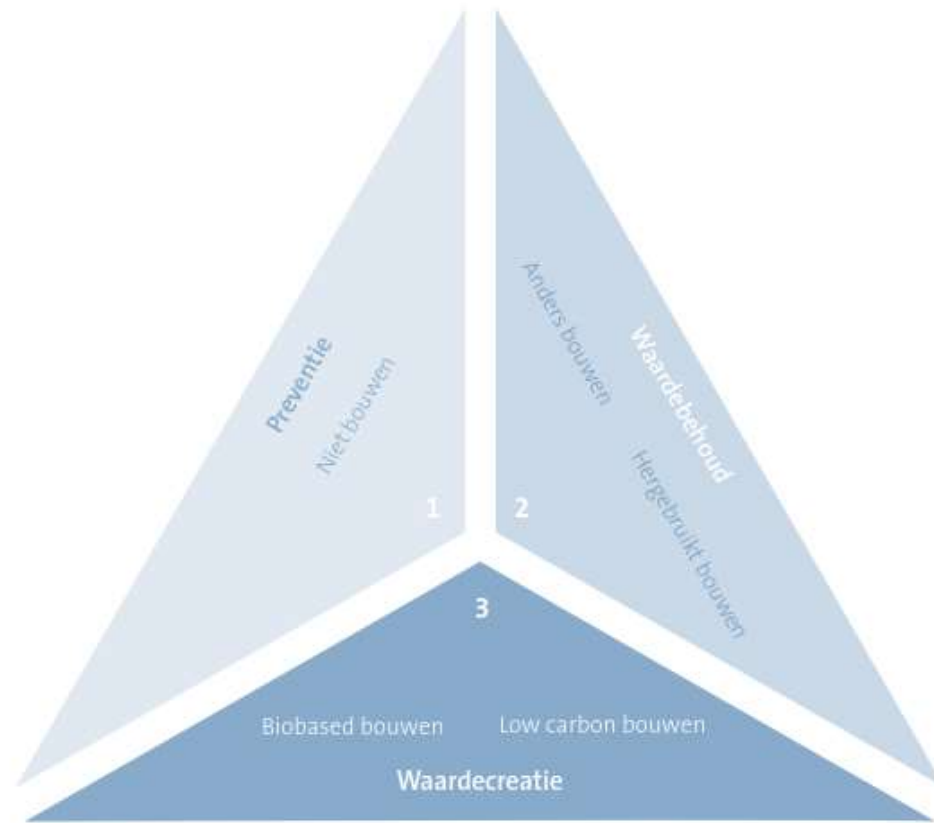 Preventie
Niet bouwen
1
2
Anders bouwen
Waardebehoud
Hergebruikt bouwen
3
Biobased bouwen
Low carbon bouwen
Waardecreatie